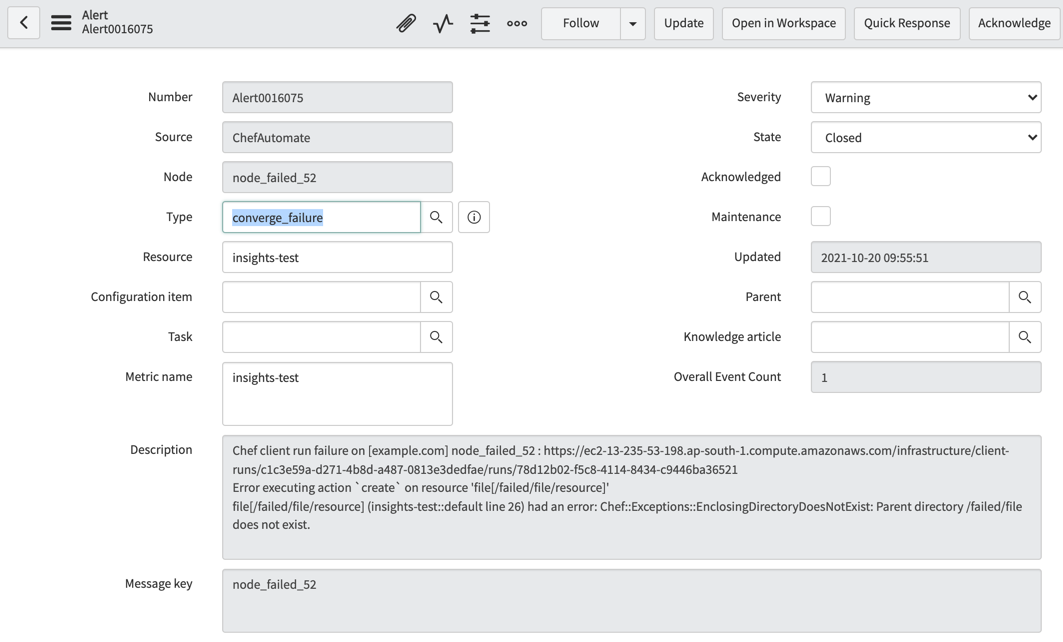 Alert
Alert0016075
Follow
Update
Open in Workspace
Quick Response
Acknowledge
Number
Alert0016075
Severity
Warning
Source
ChefAutomate
State
Closed
Node
node_failed_52
Acknowledged
Type
converge_failure
Maintenance
Resource
insights-test
Updated
2021-10-20 09:55:51
Configuration item
Parent
Task
Knowledge article
Metric name
insights-test
Overall Event Count
1
Description
Chef client run failure on [example.com] node_failed_52 : https://ec2-13-235-53-198.ap-south-1.compute.amazonaws.com/infrastructure/client-
runs/c1c3e59a-d271-4b8d-a487-0813e3dedfae/runs/78d12b02-f5c8-4114-8434-c9446ba36521
Error executing action `create` on resource 'file[/failed/file/resource]'
file[/failed/file/resource] (insights-test::default line 26) had an error: Chef::Exceptions::EnclosingDirectoryDoesNotExist: Parent directory /failed/file
does not exist.
Message key
node_failed_52